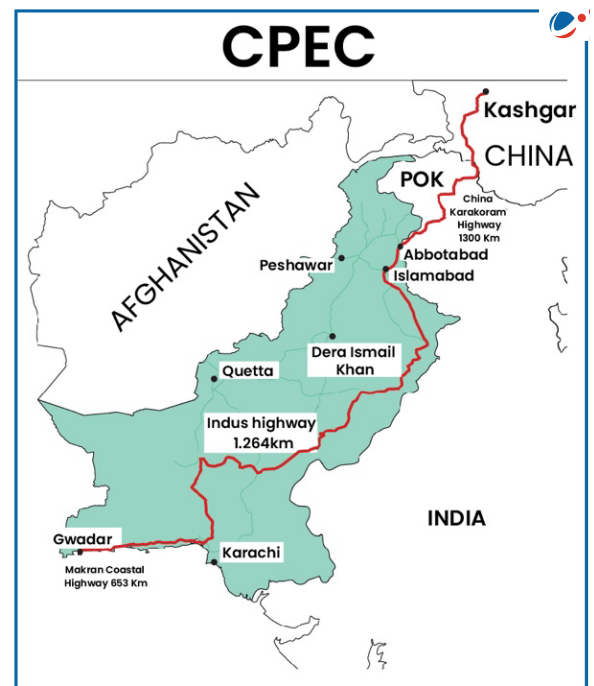 CPEC
Kashgar
CHINA
POK
China
Karakoram
Highway
1300 Km
AFGHANISTAN
Abbotabad
Peshawar
Islamabad
Dera Ismail
Khan
Quetta
Indus highway
1.264km
INDIA
Gwadar
Karachi
Makran Coastal
Highway 653 Km